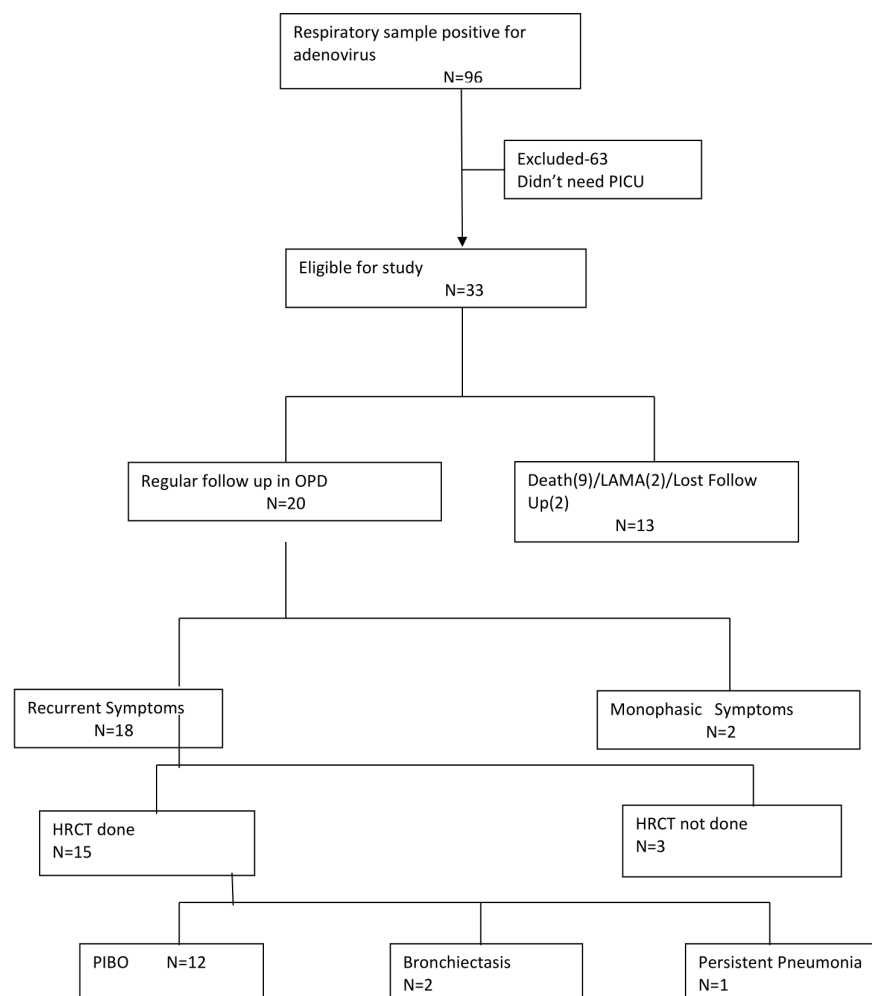 Respiratory sample positive for
adenovirus
N=96
Excluded-63
Didn't need PICU
Eligible for study
N=33
Regular follow up in OPD
N=20
Death(9)/LAMA(2)/Lost Follow
Up(2)
N=13
Recurrent Symptoms
N=18
Monophasic Symptoms
N=2
HRCT done
N=15
HRCT not done
N=3
PIBO N=12
Bronchiectasis
N=2
Persistent Pneumonia
N=1